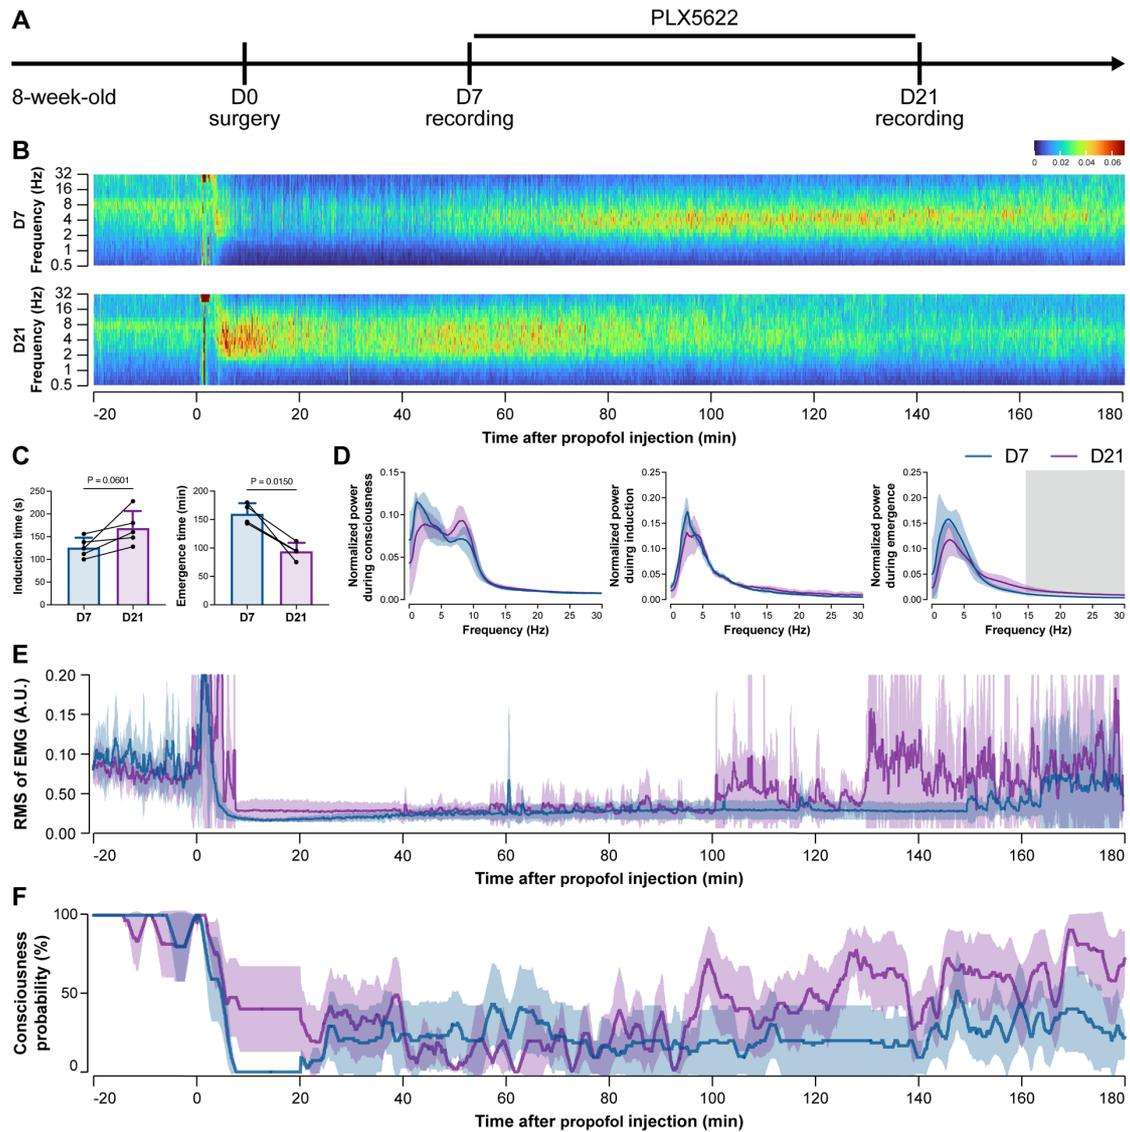 A
PLX5622
8-week-old
D0
surgery
D7
recording
D21
recording
B
0 0.02 0.04 0.06
D7
Frequency (Hz)
32
16
8
4
2
1
0.5
D21
Frequency (Hz)
32
16
8
4
2
1
0.5
-20 0 20 40 60 80 100 120 140 160 180
Time after propofol injection (min)
C
P = 0.0601
Induction time (s)
250
200
150
100
50
0
D7 D21
P = 0.0150
Emergence time (min)
200
150
100
50
0
D7 D21
D
D7 D21
Normalized power
during consciousness
0.15
0.10
0.05
0.00
0 5 10 15 20 25 30
Frequency (Hz)
Normalized power
duinrg induction
0.25
0.20
0.15
0.10
0.05
0.00
0 5 10 15 20 25 30
Frequency (Hz)
Normalized power
during emergence
0.25
0.20
0.15
0.10
0.05
0.00
0 5 10 15 20 25 30
Frequency (Hz)
E
RMS of EMG (A.U.)
0.20
0.15
0.10
0.50
0.00
-20 0 20 40 60 80 100 120 140 160 180
Time after propofol injection (min)
F
Consciousness
probability (%)
100
50
0
-20 0 20 40 60 80 100 120 140 160 180
Time after propofol injection (min)